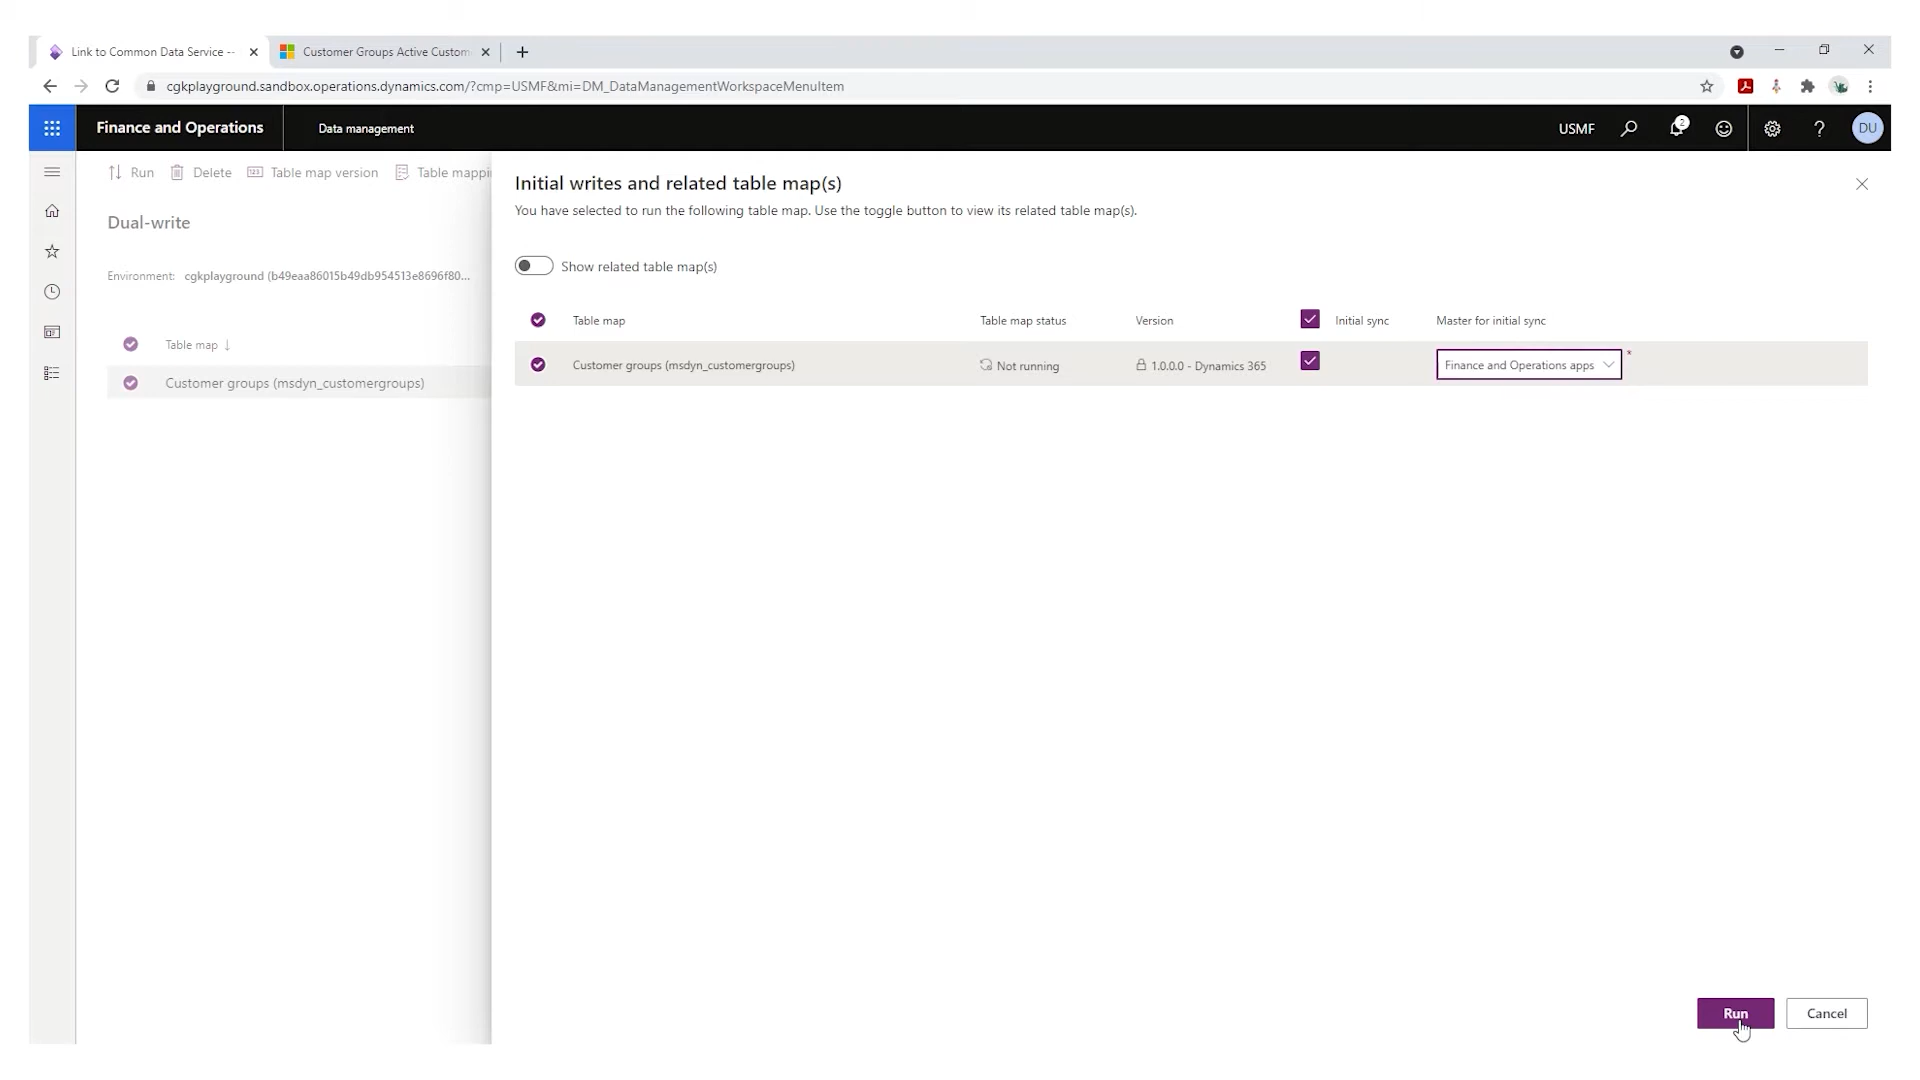 Link to Common Data Service --
Customer Groups Active Custom
cgkplayground.sandbox.operations.dynamics.com/?cmp=USMF&mi=DM_DataManagementWorkspaceMenuItem
Finance and Operations
Data management
USMF
2
?
DU
Run
Delete
Table map version
Table mappi
Dual-write
Environment: cgkplayground (b49eaa86015b49db954513e8696f80...
Table map ↓
Customer groups (msdyn_customergroups)
Initial writes and related table map(s)
You have selected to run the following table map. Use the toggle button to view its related table map(s).
Show related table map(s)
Table map Table map status Version Initial sync Master for initial sync
Customer groups (msdyn_customergroups) Not running 1.0.0.0 - Dynamics 365 Finance and Operations apps *
Run
Cancel